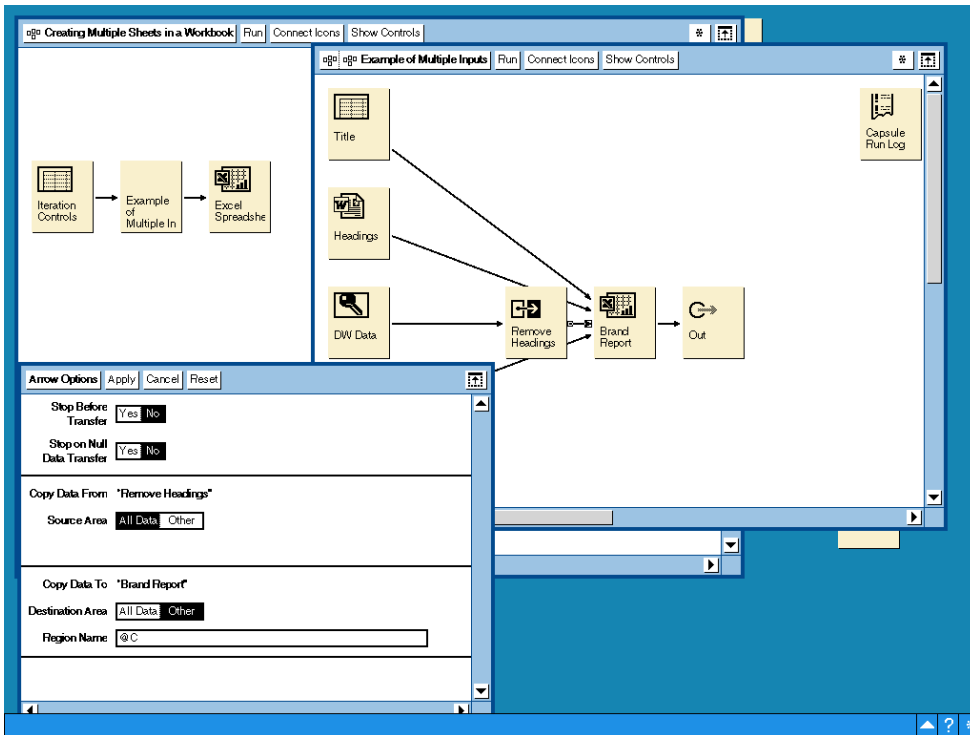 Creating Multiple Sheets in a Workbook Run Connect Icons Show Controls
Iteration
Controls
Example
of
Multiple In
Excel
Spreadshe
Example of Multiple Inputs Run Connect Icons Show Controls
Title
Capsule
Run Log
Headings
DW Data
Remove
Headings
Brand
Report
Out
Arrow Options Apply Cancel Reset
Stop Before
Transfer Yes No
Stop on Null
Data Transfer Yes No
Copy Data From "Remove Headings"
Source Area All Data Other
Copy Data To "Brand Report"
Destination Area All Data Other
Region Name @C
?